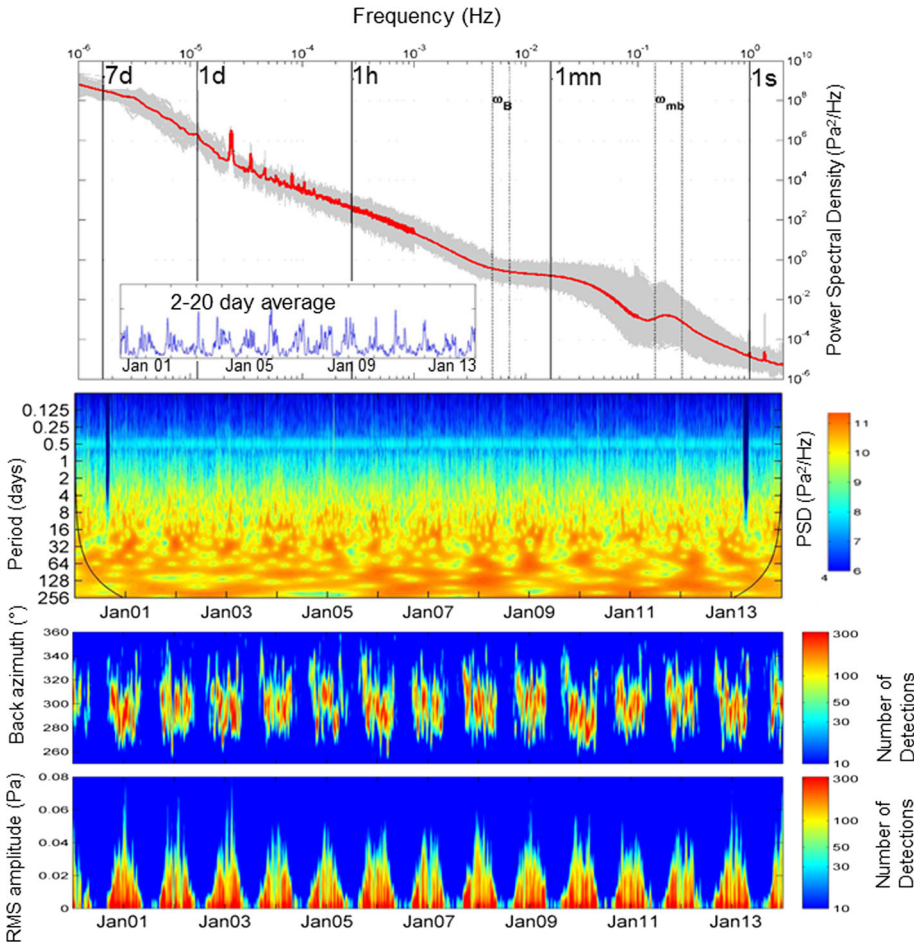 Frequency (Hz)
10-6 10-5 10-4 10-3 10-2 10-1 100
7d 1d 1h 1mn 1s
ωB ωmb
1010
108
106
104
102
100
10-2
10-4
10-6
Power Spectral Density (Pa2/Hz)
2-20 day average
Jan 01 Jan 05 Jan 09 Jan 13
Period (days)
0.125
0.25
0.5
1
2
4
8
16
32
64
128
256
Jan01 Jan03 Jan05 Jan07 Jan09 Jan11 Jan13
PSD (Pa2/Hz)
11
10
9
8
7
6
4
Back azimuth (°)
360
340
320
300
280
260
Number of
Detections
300
100
50
30
10
RMS amplitude (Pa)
0.08
0.06
0.04
0.02
0
Jan01 Jan03 Jan05 Jan07 Jan09 Jan11 Jan13
Number of
Detections
300
100
50
30
10